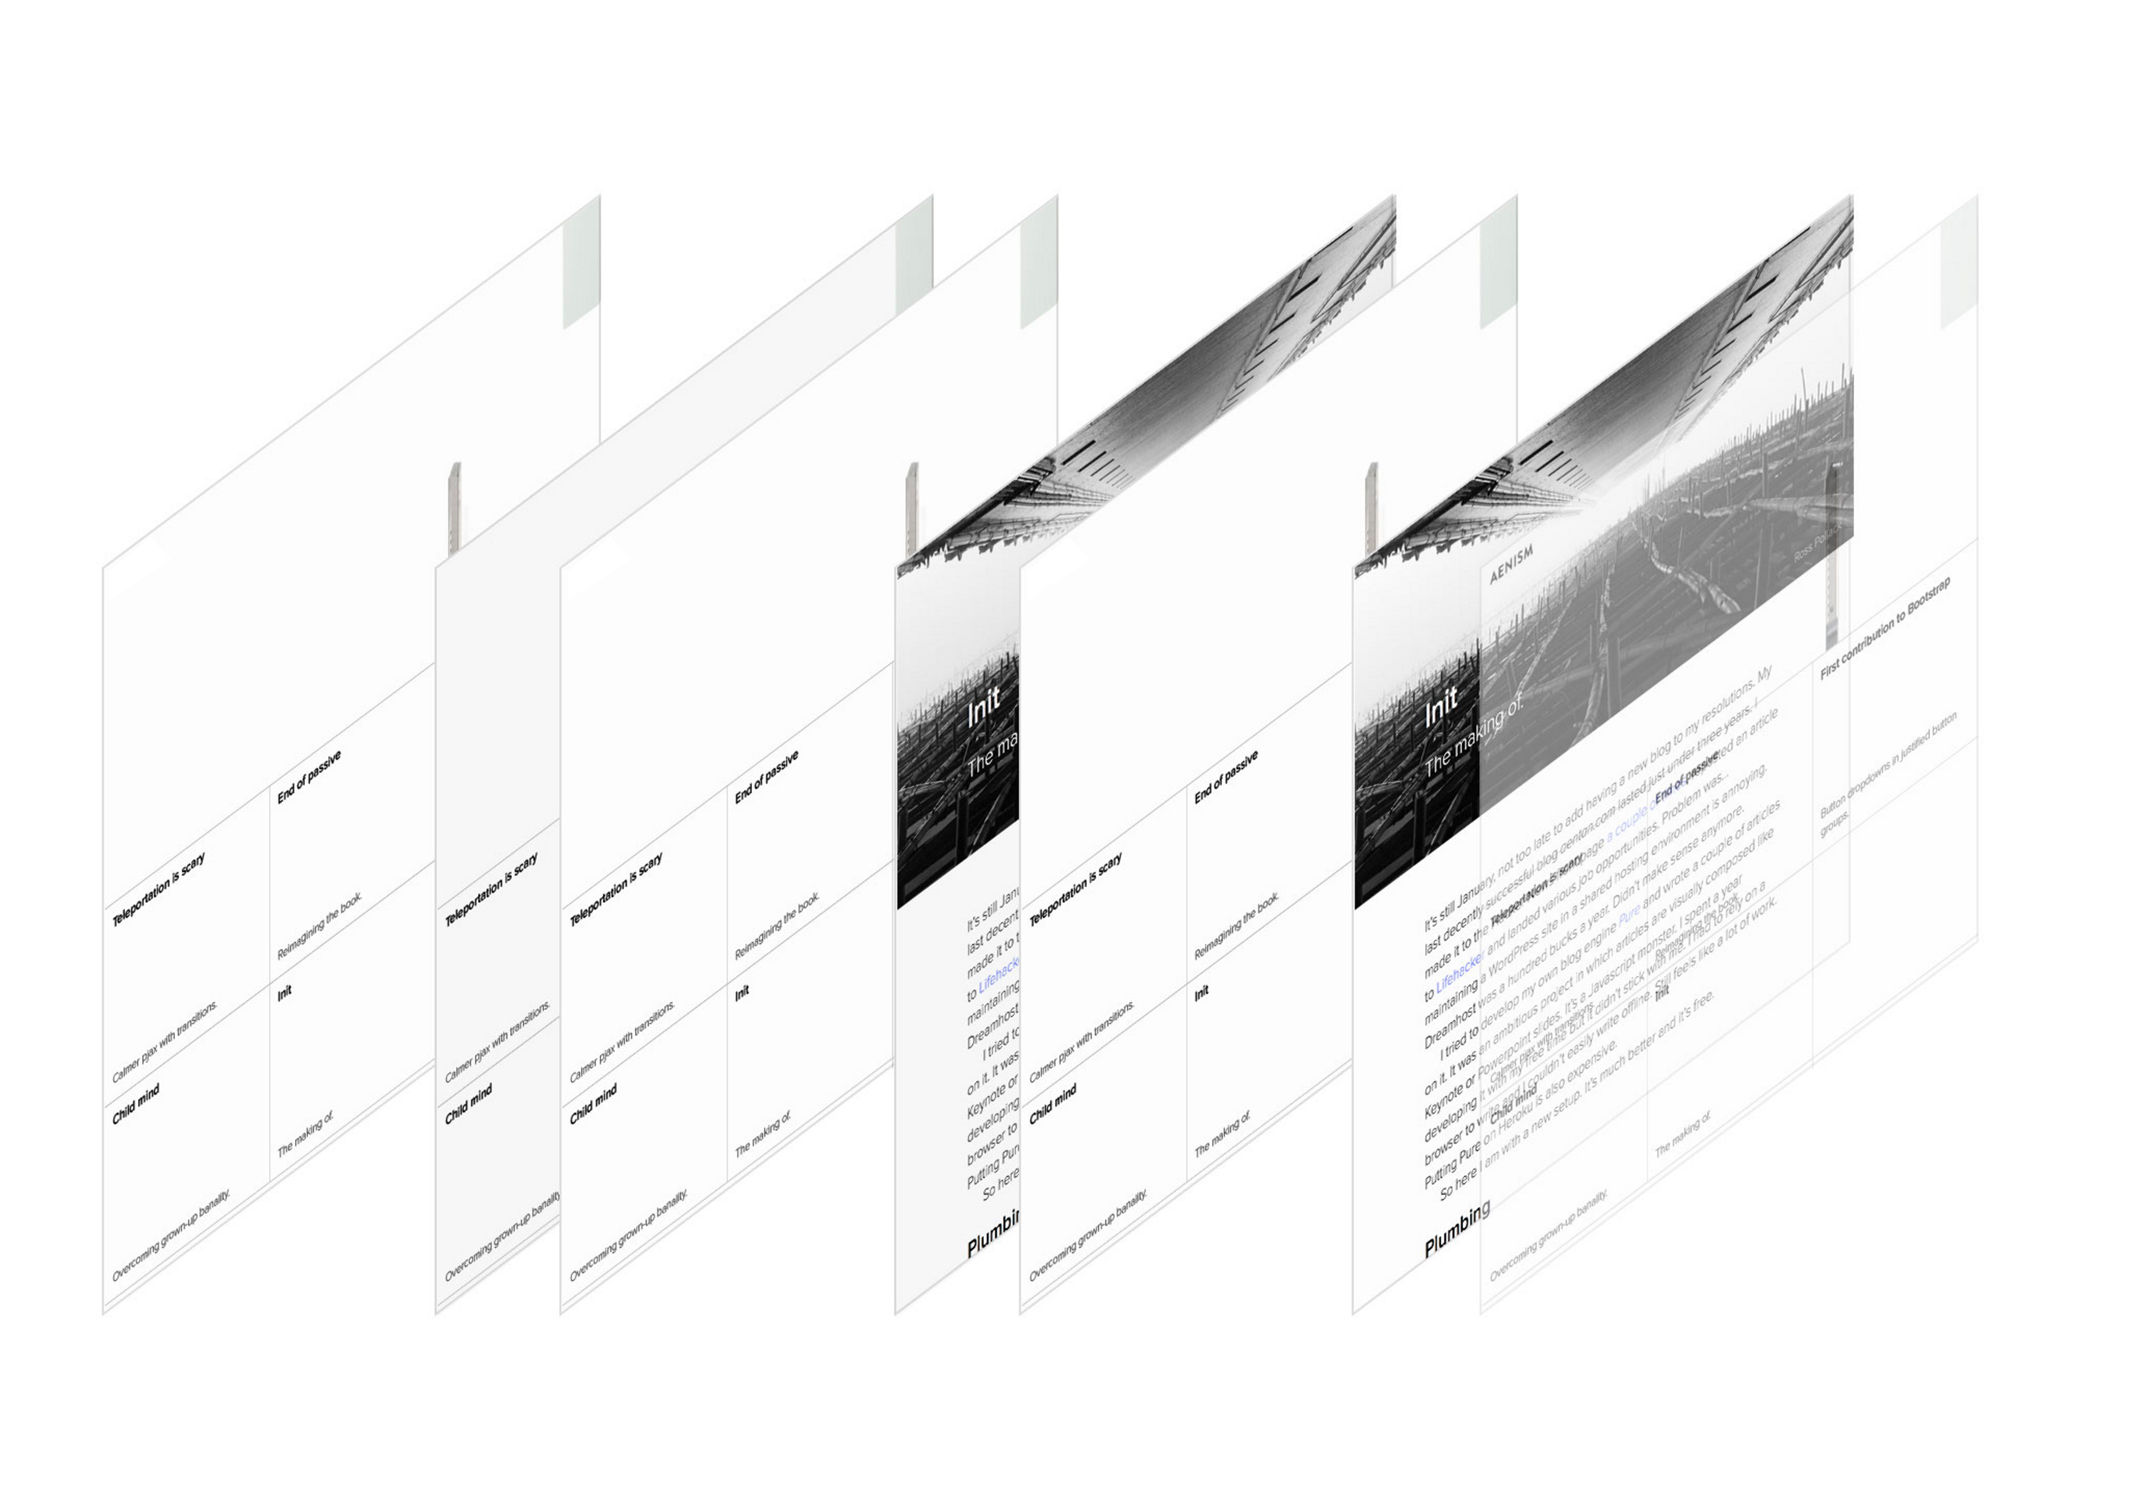 End of passive
Teleportation is scary
Reimagining the book.
Init
Calmer pjax with transitions.
Child mind
The making of.
Overcoming grown-up banality.
Teleportation is scary
Calmer pjax with transitions.
Child mind
Overcoming grown-up banality
End of passive
Teleportation is scary
Reimagining the book.
Init
Calmer pjax with transitions.
Child mind
The making of.
Overcoming grown-up banality.
Init
The ma
It's still Janu
last decent
made it to t
to Lifehacke
maintaining
Dreamhost
I tried to
on it. It was
Keynote or
developing
browser to
Putting Pure
So here
Plumbin
End of passive
Teleportation is scary
Reimagining the book.
Init
Calmer pjax with transitions.
Child mind
The making of.
Overcoming grown-up banality.
AENISM
Init
The making of.
It's still January, not too late to add having a new blog to my resolutions. My
last decently successful blog denton.com lasted just under three years. I
made it to the page a couple ed an article
to Lifehacker and landed various job opportunities. Problem was...
maintaining a WordPress site in a shared hosting environment is annoying.
Dreamhost was a hundred bucks a year. Didn't make sense anymore.
I tried to develop my own blog engine Pure and wrote a couple of articles
on it. It was an ambitious project in which articles are visually composed like
Keynote or Powerpoint slides. It's a Javascript monster. I spent a year
developing it with my free time but it didn't stick with me. I had to rely on a
browser to write and I couldn't easily write offline. Still feels like a lot of work.
Putting Pure on Heroku is also expensive.
So here I am with a new setup. It's much better and it's free.
Plumbing
First contribution to Bootstrap
Button dropdowns in justified button
groups.
End of passive
Teleportation is scary
Reimagining the book.
Init
Calmer pjax with transitions.
Child mind
The making of.
Overcoming grown-up banality.